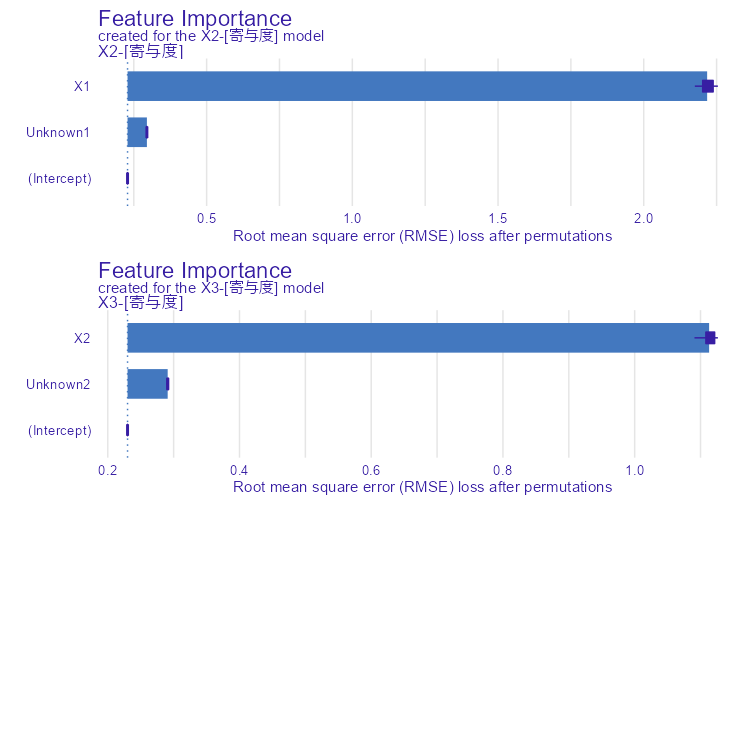 Feature Importance
created for the X2-[寄与度] model
X2-[寄与度]
X1
Unknown1
(Intercept)
0.5 1.0 1.5 2.0
Root mean square error (RMSE) loss after permutations
Feature Importance
created for the X3-[寄与度] model
X3-[寄与度]
X2
Unknown2
(Intercept)
0.2 0.4 0.6 0.8 1.0
Root mean square error (RMSE) loss after permutations